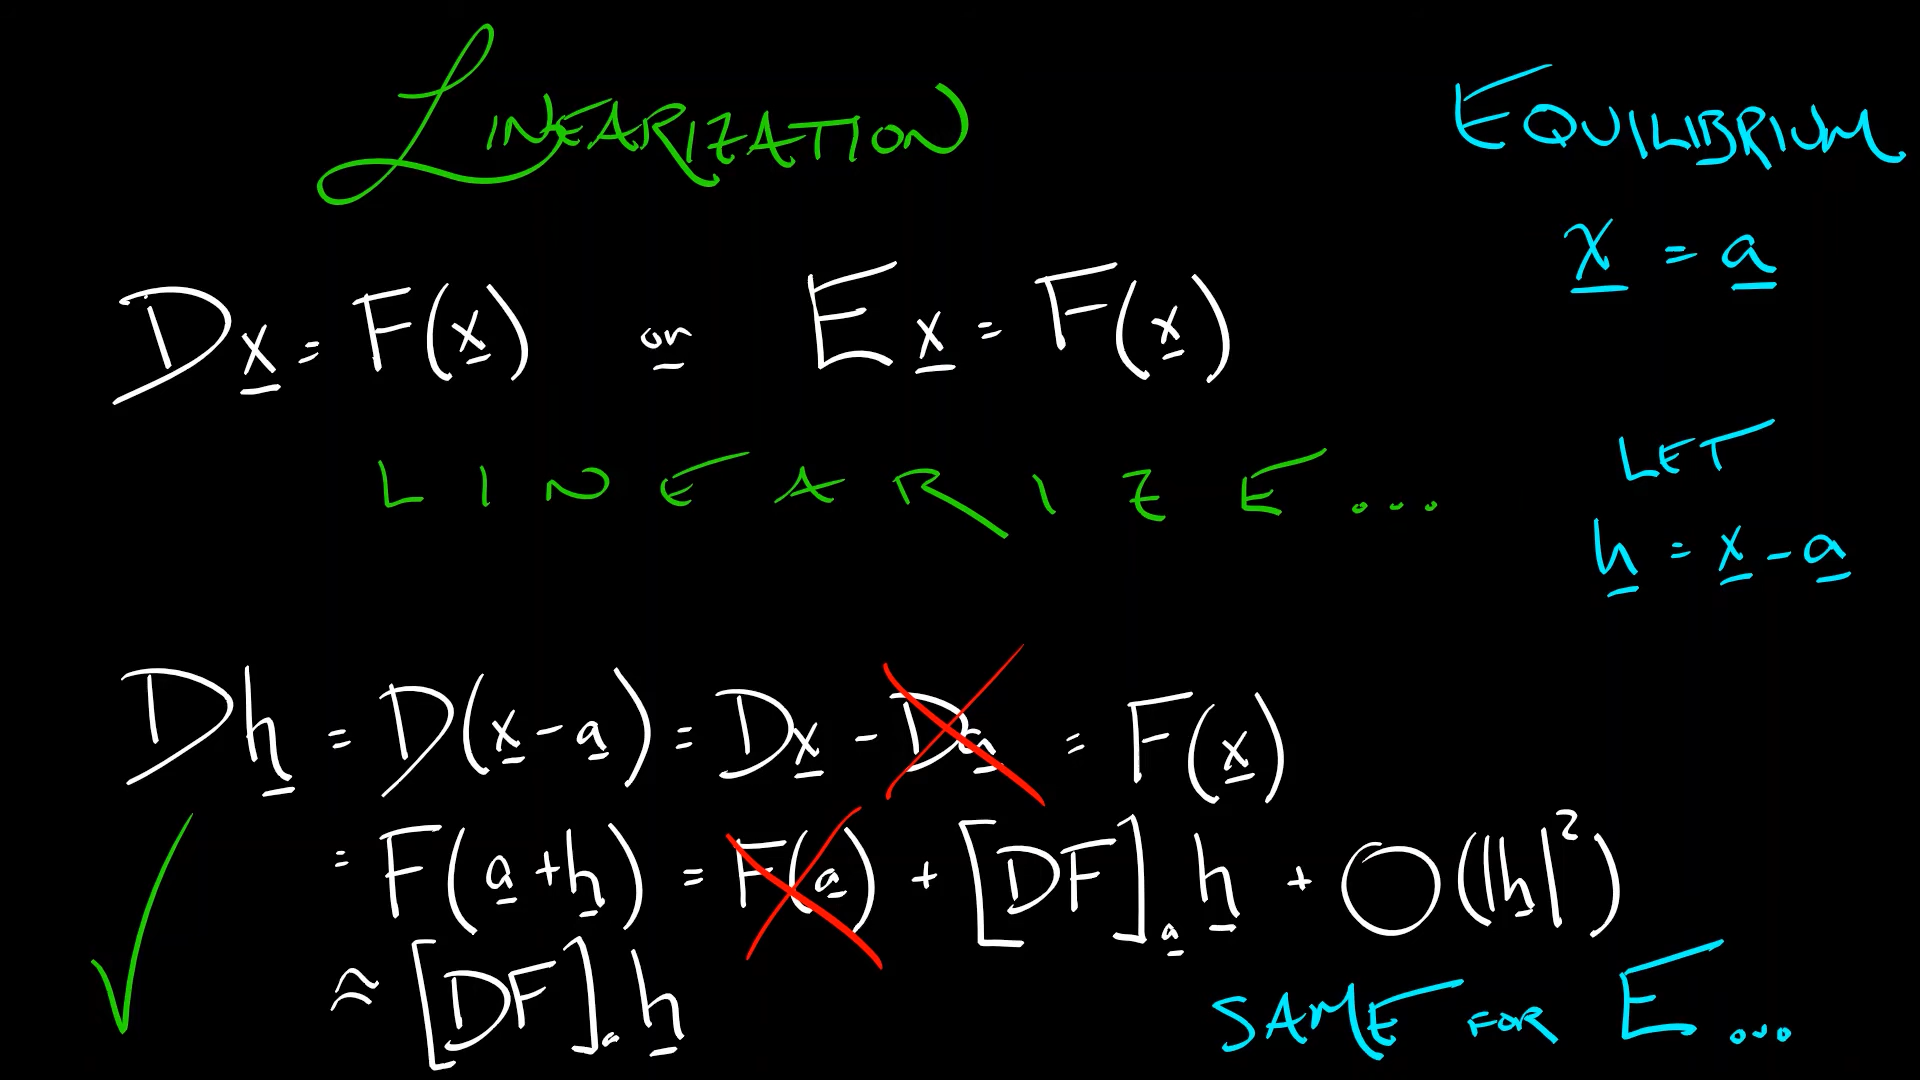 LINEARIZATION
EQUILIBRIUM
x = a
Dx = F(x) or Ex = F(x)
LINEARIZE...
LET
h = x - a
Dh = D(x - a) = Dx - Da = F(x)
= F(a + h) = F(a) + [DF]ₐ h + O(|h|²)
≈ [DF]ₐ h
SAME FOR E...